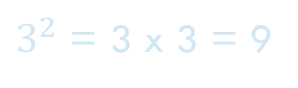 3² = 3 x 3 = 9